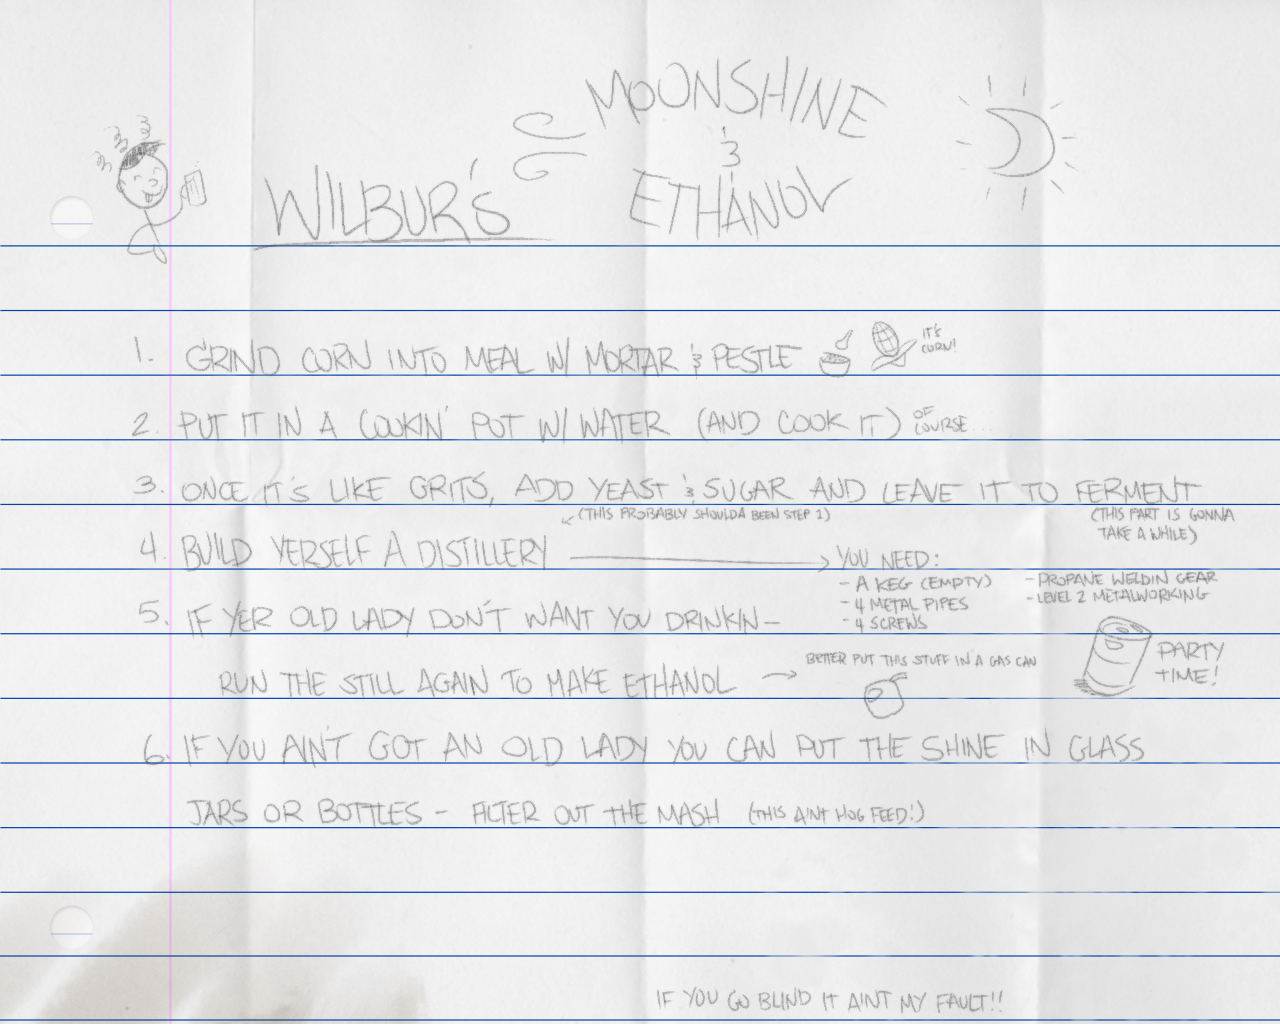 WILBUR'S MOONSHINE
& ETHANOL
1. GRIND CORN INTO MEAL W/ MORTAR & PESTLE
IT'S CORN!
2. PUT IT IN A COOKIN' POT W/ WATER (AND COOK IT) OF COURSE...
3. ONCE IT'S LIKE GRITS, ADD YEAST & SUGAR AND LEAVE IT TO FERMENT
(THIS PART IS GONNA
TAKE A WHILE)
(THIS PROBABLY SHOULDA BEEN STEP 1)
4. BUILD YERSELF A DISTILLERY
YOU NEED:
- A KEG (EMPTY)
- 4 METAL PIPES
- 4 SCREWS
- PROPANE WELDIN GEAR
- LEVEL 2 METALWORKING
PARTY
TIME!
5. IF YER OLD LADY DON'T WANT YOU DRINKIN-
RUN THE STILL AGAIN TO MAKE ETHANOL
BETTER PUT THIS STUFF IN A GAS CAN
6. IF YOU AIN'T GOT AN OLD LADY YOU CAN PUT THE SHINE IN GLASS
JARS OR BOTTLES - FILTER OUT THE MASH (THIS AIN'T HOG FEED!)
IF YOU GO BLIND IT AINT MY FAULT!!